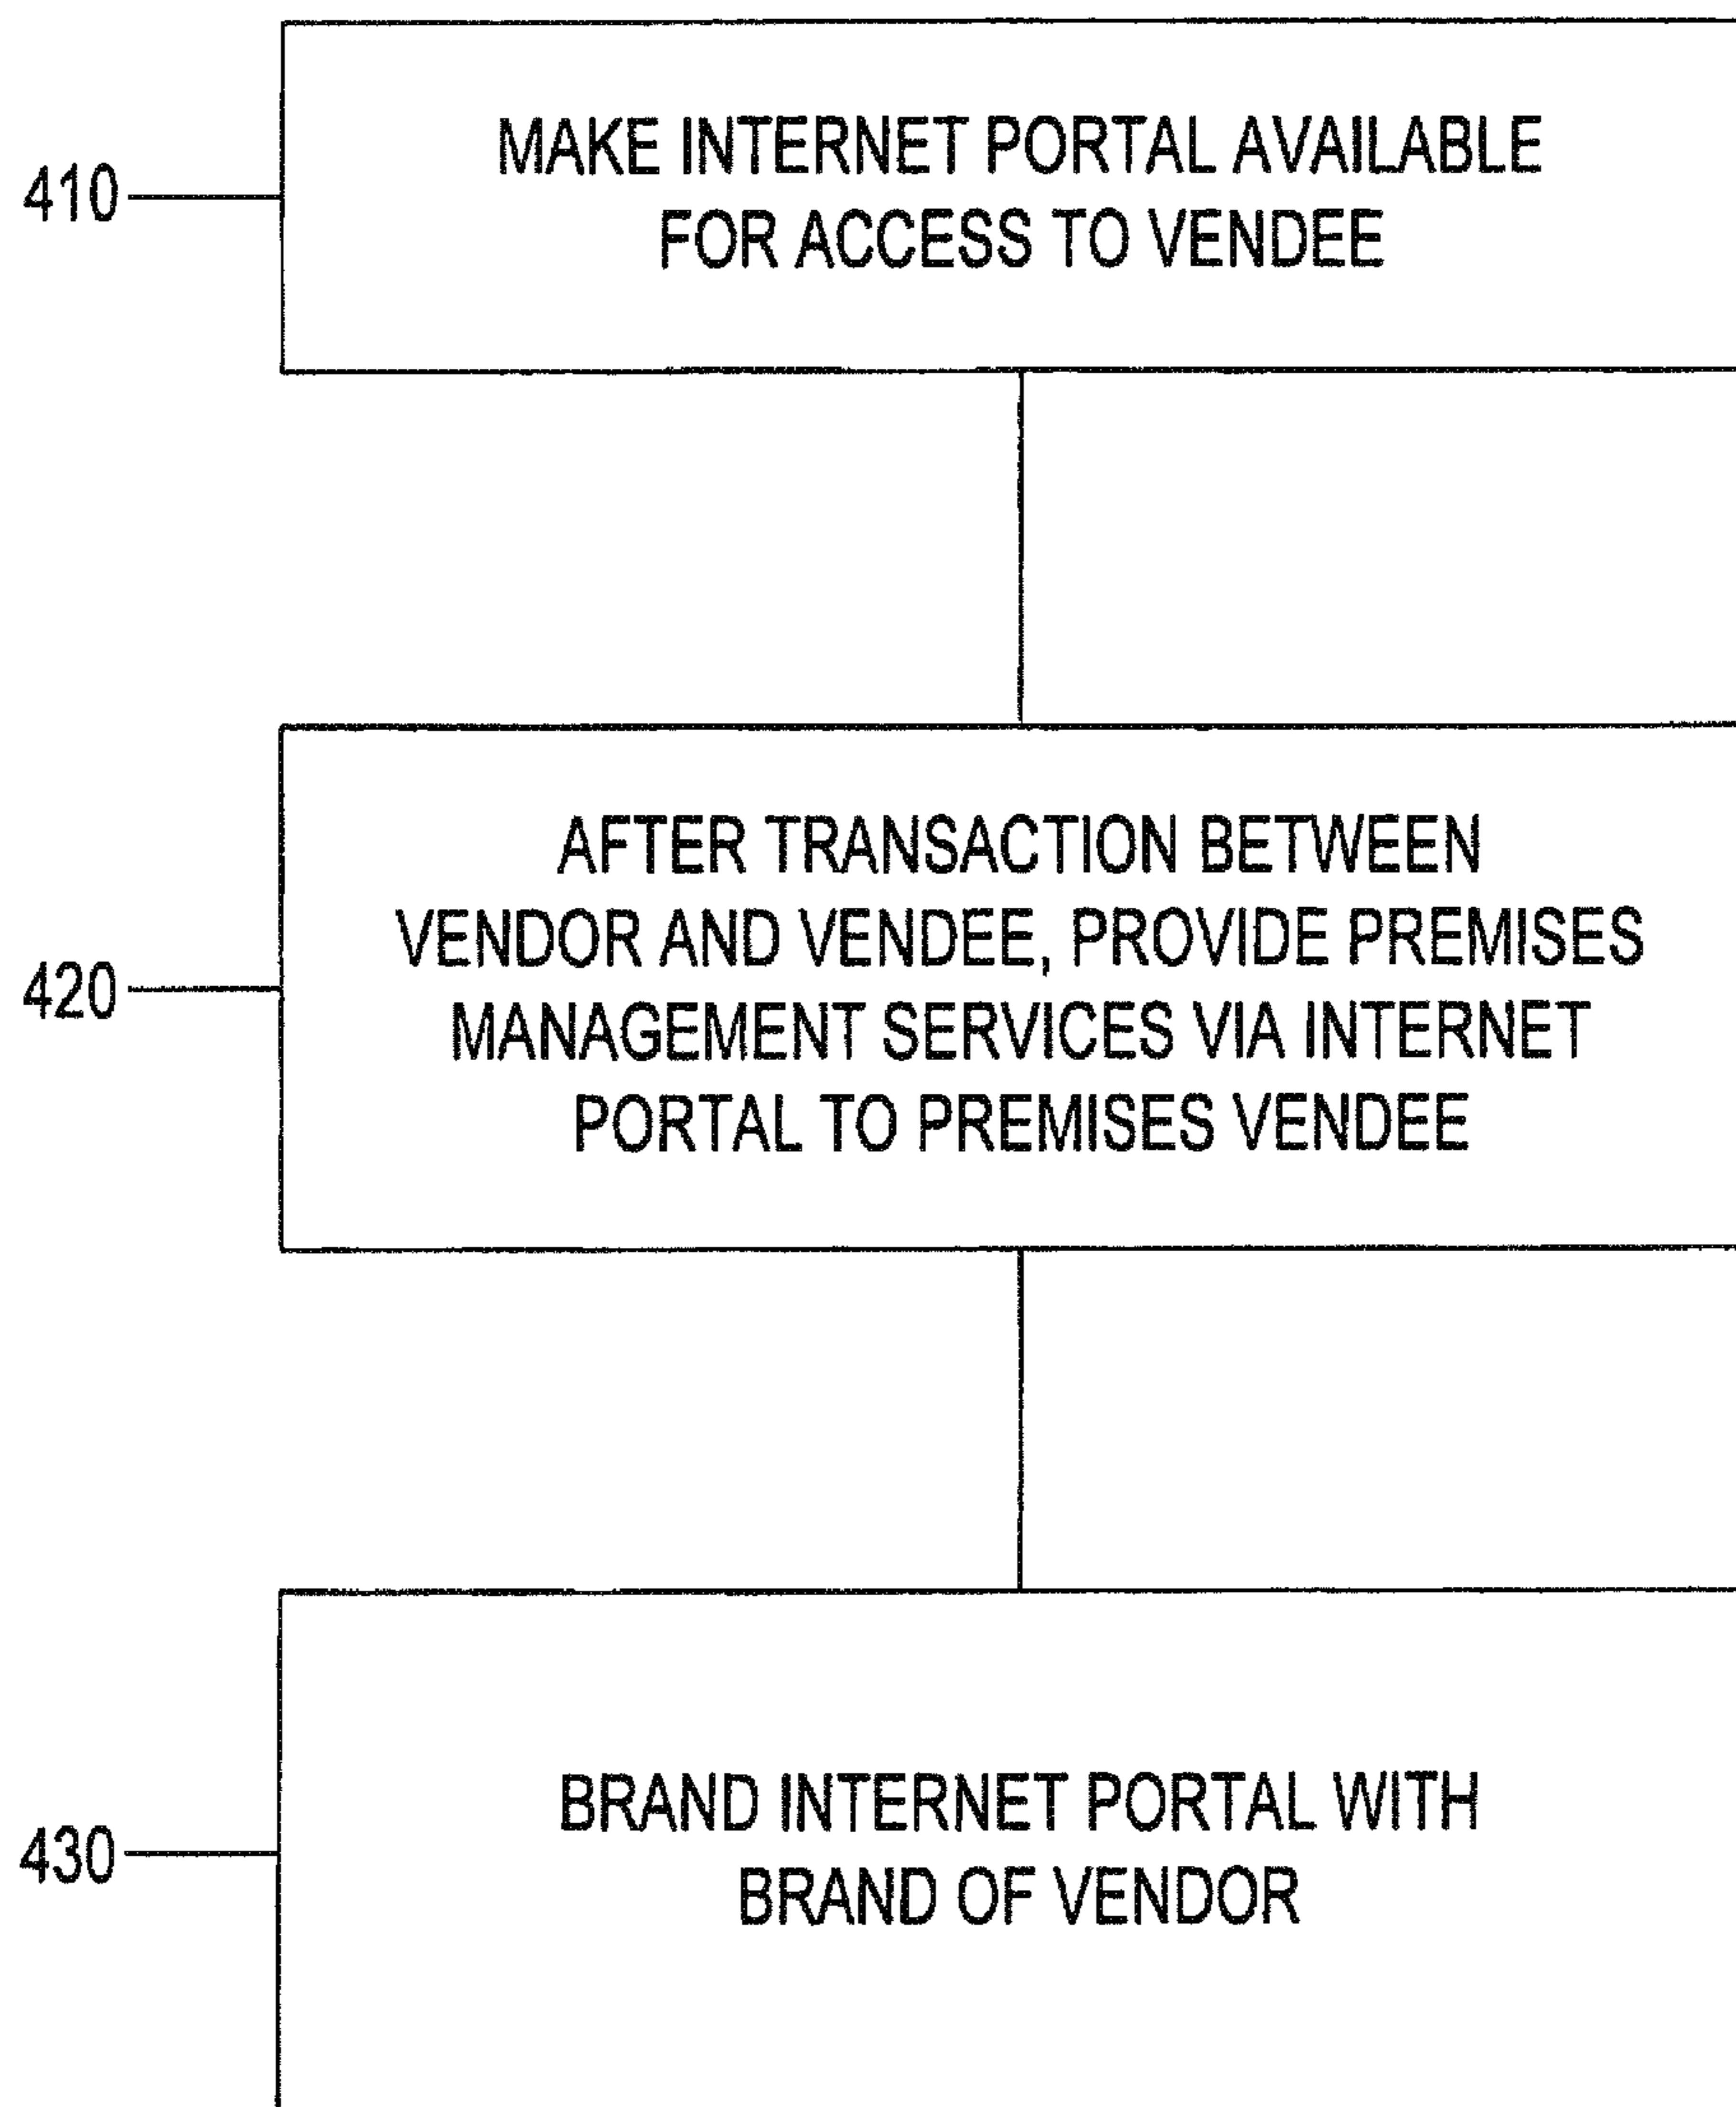 410
MAKE INTERNET PORTAL AVAILABLE
FOR ACCESS TO VENDEE
420
AFTER TRANSACTION BETWEEN
VENDOR AND VENDEE, PROVIDE PREMISES
MANAGEMENT SERVICES VIA INTERNET
PORTAL TO PREMISES VENDEE
430
BRAND INTERNET PORTAL WITH
BRAND OF VENDOR